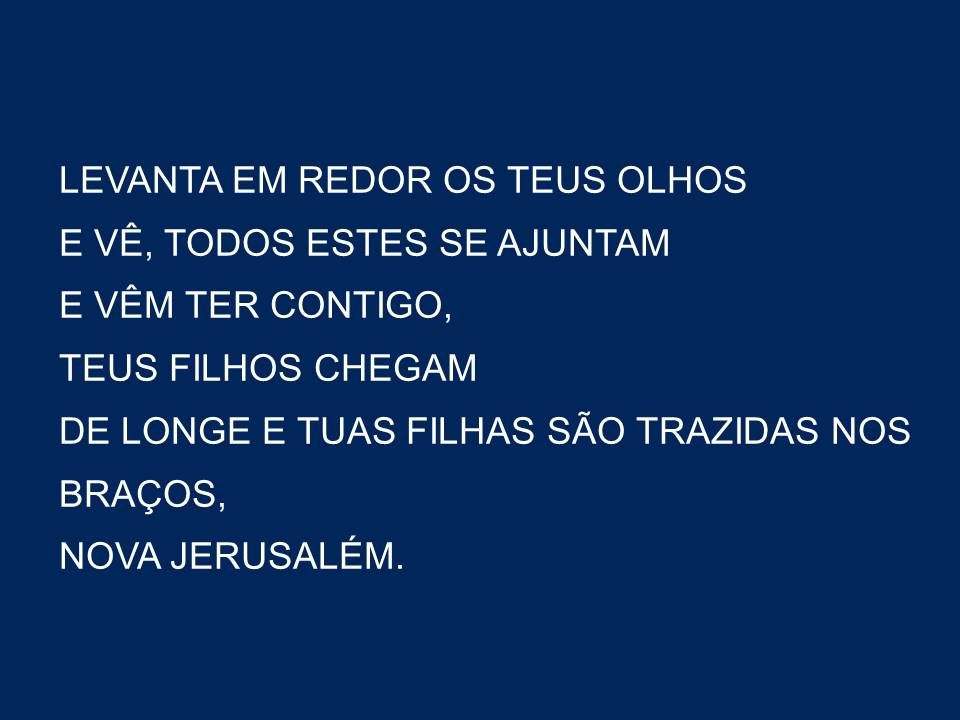 LEVANTA EM REDOR OS TEUS OLHOS
E VÊ, TODOS ESTES SE AJUNTAM
E VÊM TER CONTIGO,
TEUS FILHOS CHEGAM
DE LONGE E TUAS FILHAS SÃO TRAZIDAS NOS
BRAÇOS,
NOVA JERUSALÉM.